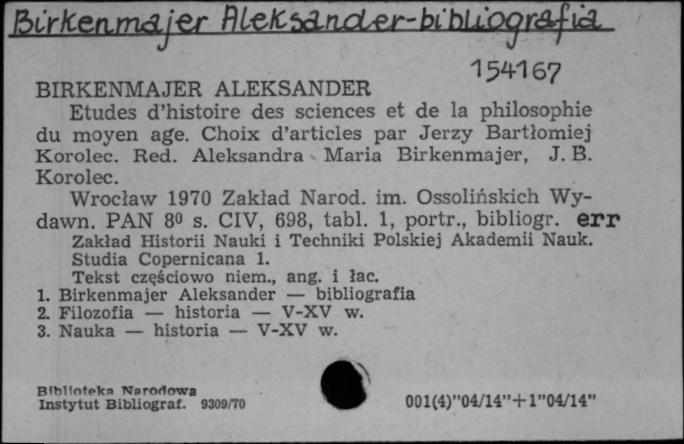 Birkenmajer Aleksander-bibliografia
154167
BIRKENMAJER ALEKSANDER
Etudes d'histoire des sciences et de la philosophie
du moyen age. Choix d'articles par Jerzy Bartłomiej
Korolec. Red. Aleksandra Maria Birkenmajer, J. B.
Korolec.
Wrocław 1970 Zakład Narod. im. Ossolińskich Wy-
dawn. PAN 8⁰ s. CIV, 698, tabl. 1, portr., bibliogr. err
Zakład Historii Nauki i Techniki Polskiej Akademii Nauk.
Studia Copernicana 1.
Tekst częściowo niem., ang. i łac.
1. Birkenmajer Aleksander — bibliografia
2. Filozofia — historia — V-XV w.
3. Nauka — historia — V-XV w.
Biblioteka Narodowa
Instytut Bibliograf. 9309/70
001(4)"04/14"+1"04/14"